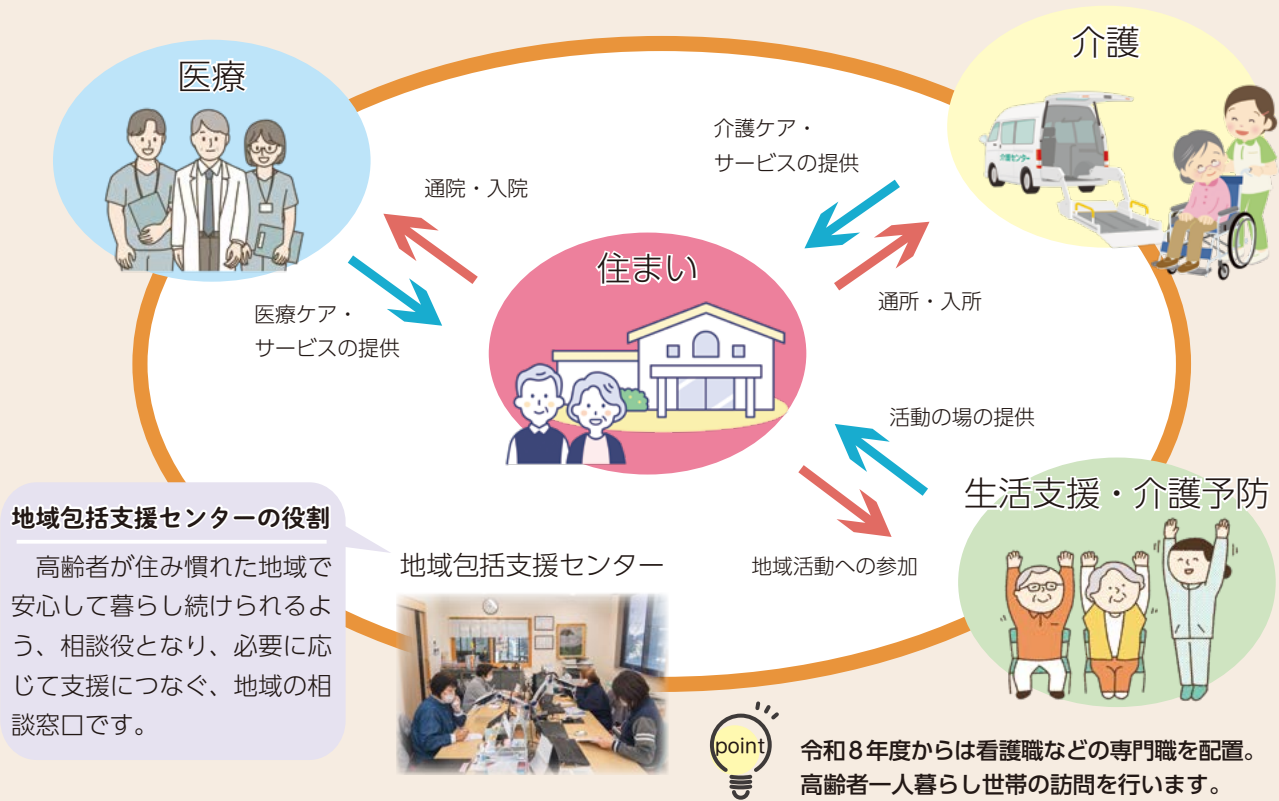 医療
介護
介護ケア・
サービスの提供
通院・入院
住まい
通所・入所
医療ケア・
サービスの提供
活動の場の提供
生活支援・介護予防
地域包括支援センターの役割
高齢者が住み慣れた地域で
安心して暮らし続けられるよ
う、相談役となり、必要に応
じて支援につなぐ、地域の相
談窓口です。
地域包括支援センター
地域活動への参加
point
令和8年度からは看護職などの専門職を配置。
高齢者一人暮らし世帯の訪問を行います。
介護センター